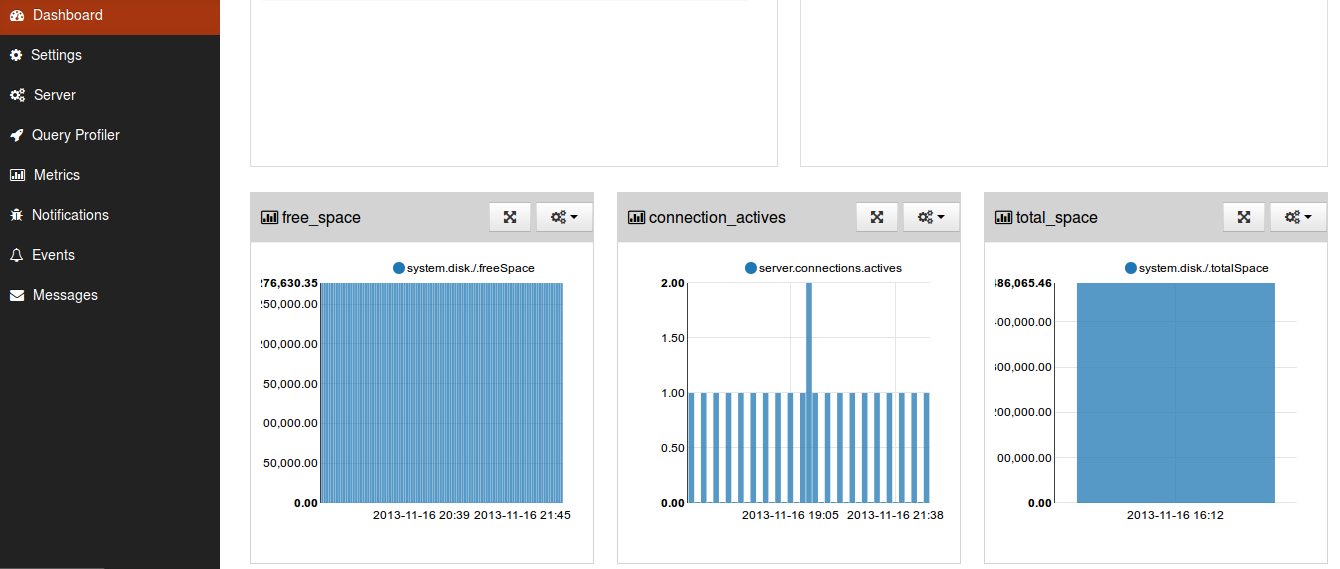 Dashboard
Settings
Server
Query Profiler
Metrics
Notifications
Events
Messages
free_space
system.disk./.freeSpace
276,630.35
250,000.00
200,000.00
50,000.00
00,000.00
50,000.00
0.00
2013-11-16 20:39 2013-11-16 21:45
connection_actives
server.connections.actives
2.00
1.50
1.00
0.50
0.00
2013-11-16 19:05 2013-11-16 21:38
total_space
system.disk./.totalSpace
486,065.46
400,000.00
300,000.00
200,000.00
00,000.00
0.00
2013-11-16 16:12